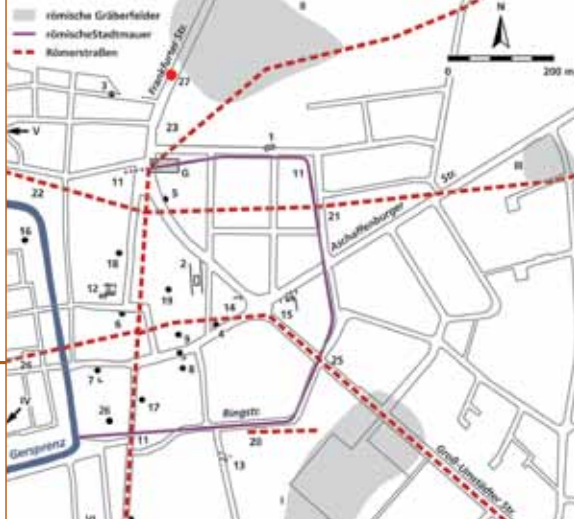 römische Gräberfelder
römischeStadtmauer
Römerstraßen
II
N
0 200 m
Frankfurter Str.
27
3
23
V
1
11
G
11
III
5
22
21
Aschaffenburger Str.
16
18
2
12
19
14
15
6
4
9
25
26
7
8
IV
26
17
Ringstr.
20
11
Gersprenz
13
Groß-Umstädter Str.
I
VI